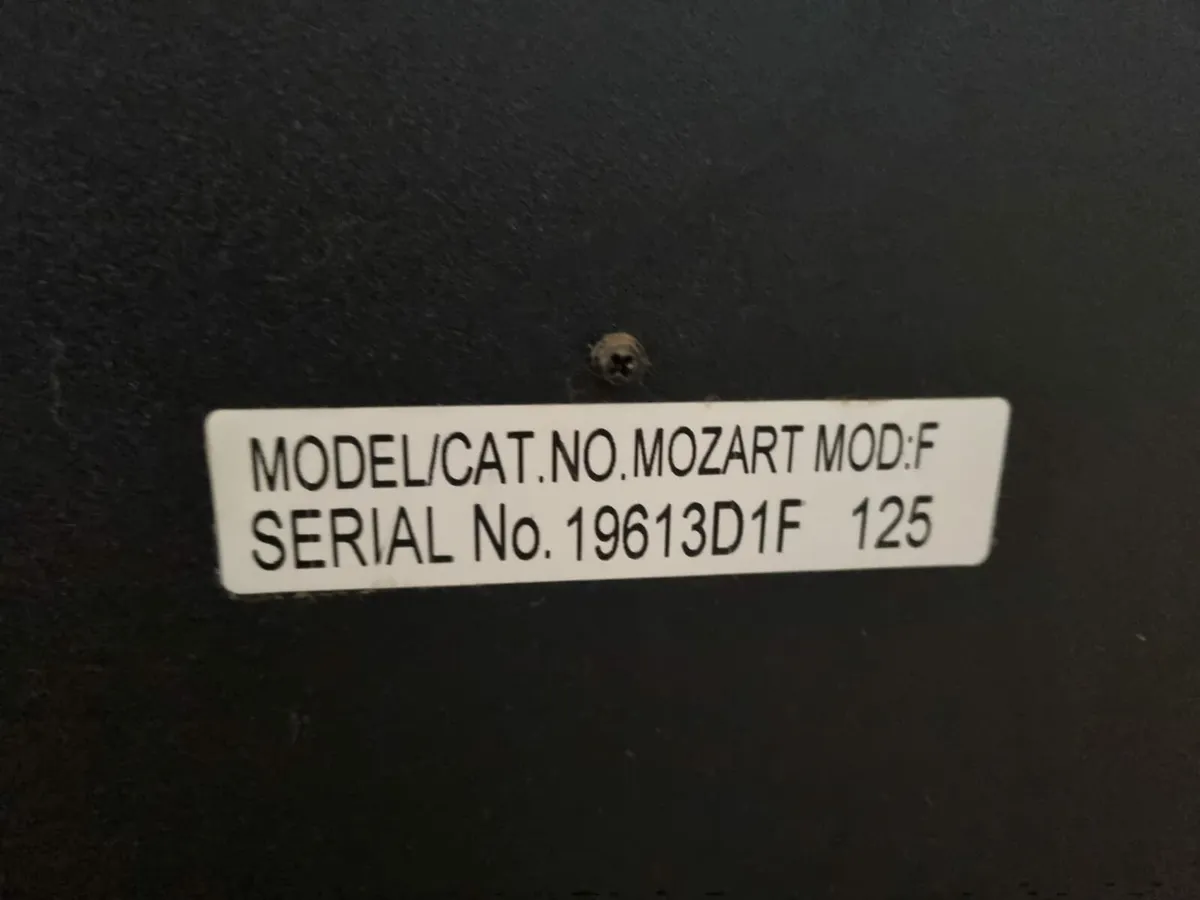 MODEL/CAT.NO.MOZART MOD:F
SERIAL No. 19613D1F 125